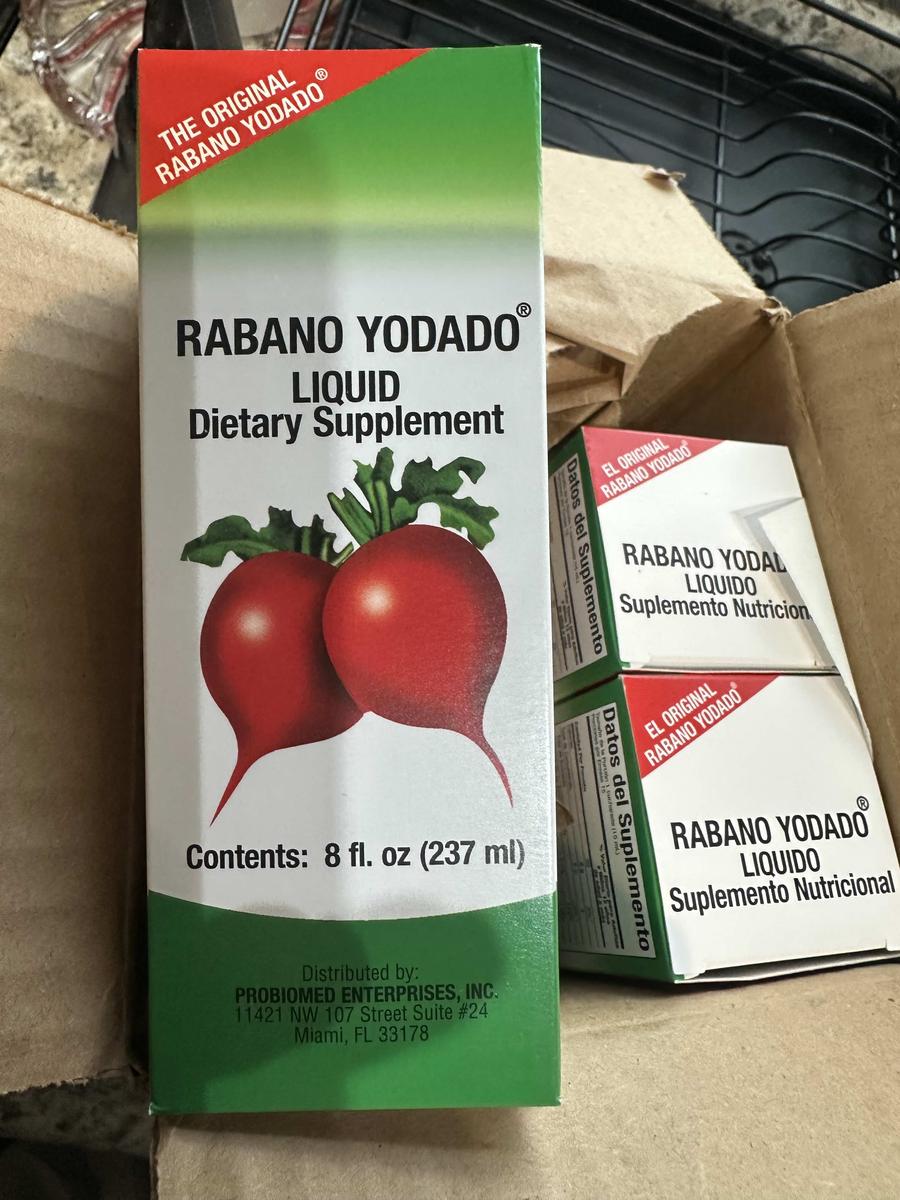 THE ORIGINAL
RABANO YODADO®
RABANO YODADO®
LIQUID
Dietary Supplement
Contents: 8 fl. oz (237 ml)
Distributed by:
PROBIOMED ENTERPRISES, INC.
11421 NW 107 Street Suite #24
Miami, FL 33178
EL ORIGINAL
RABANO YODADO®
RABANO YODAD
LIQUIDO
Suplemento Nutricion
Datos del Suplemento
EL ORIGINAL
RABANO YODADO®
RABANO YODADO®
LIQUIDO
Suplemento Nutricional
Datos del Suplemento